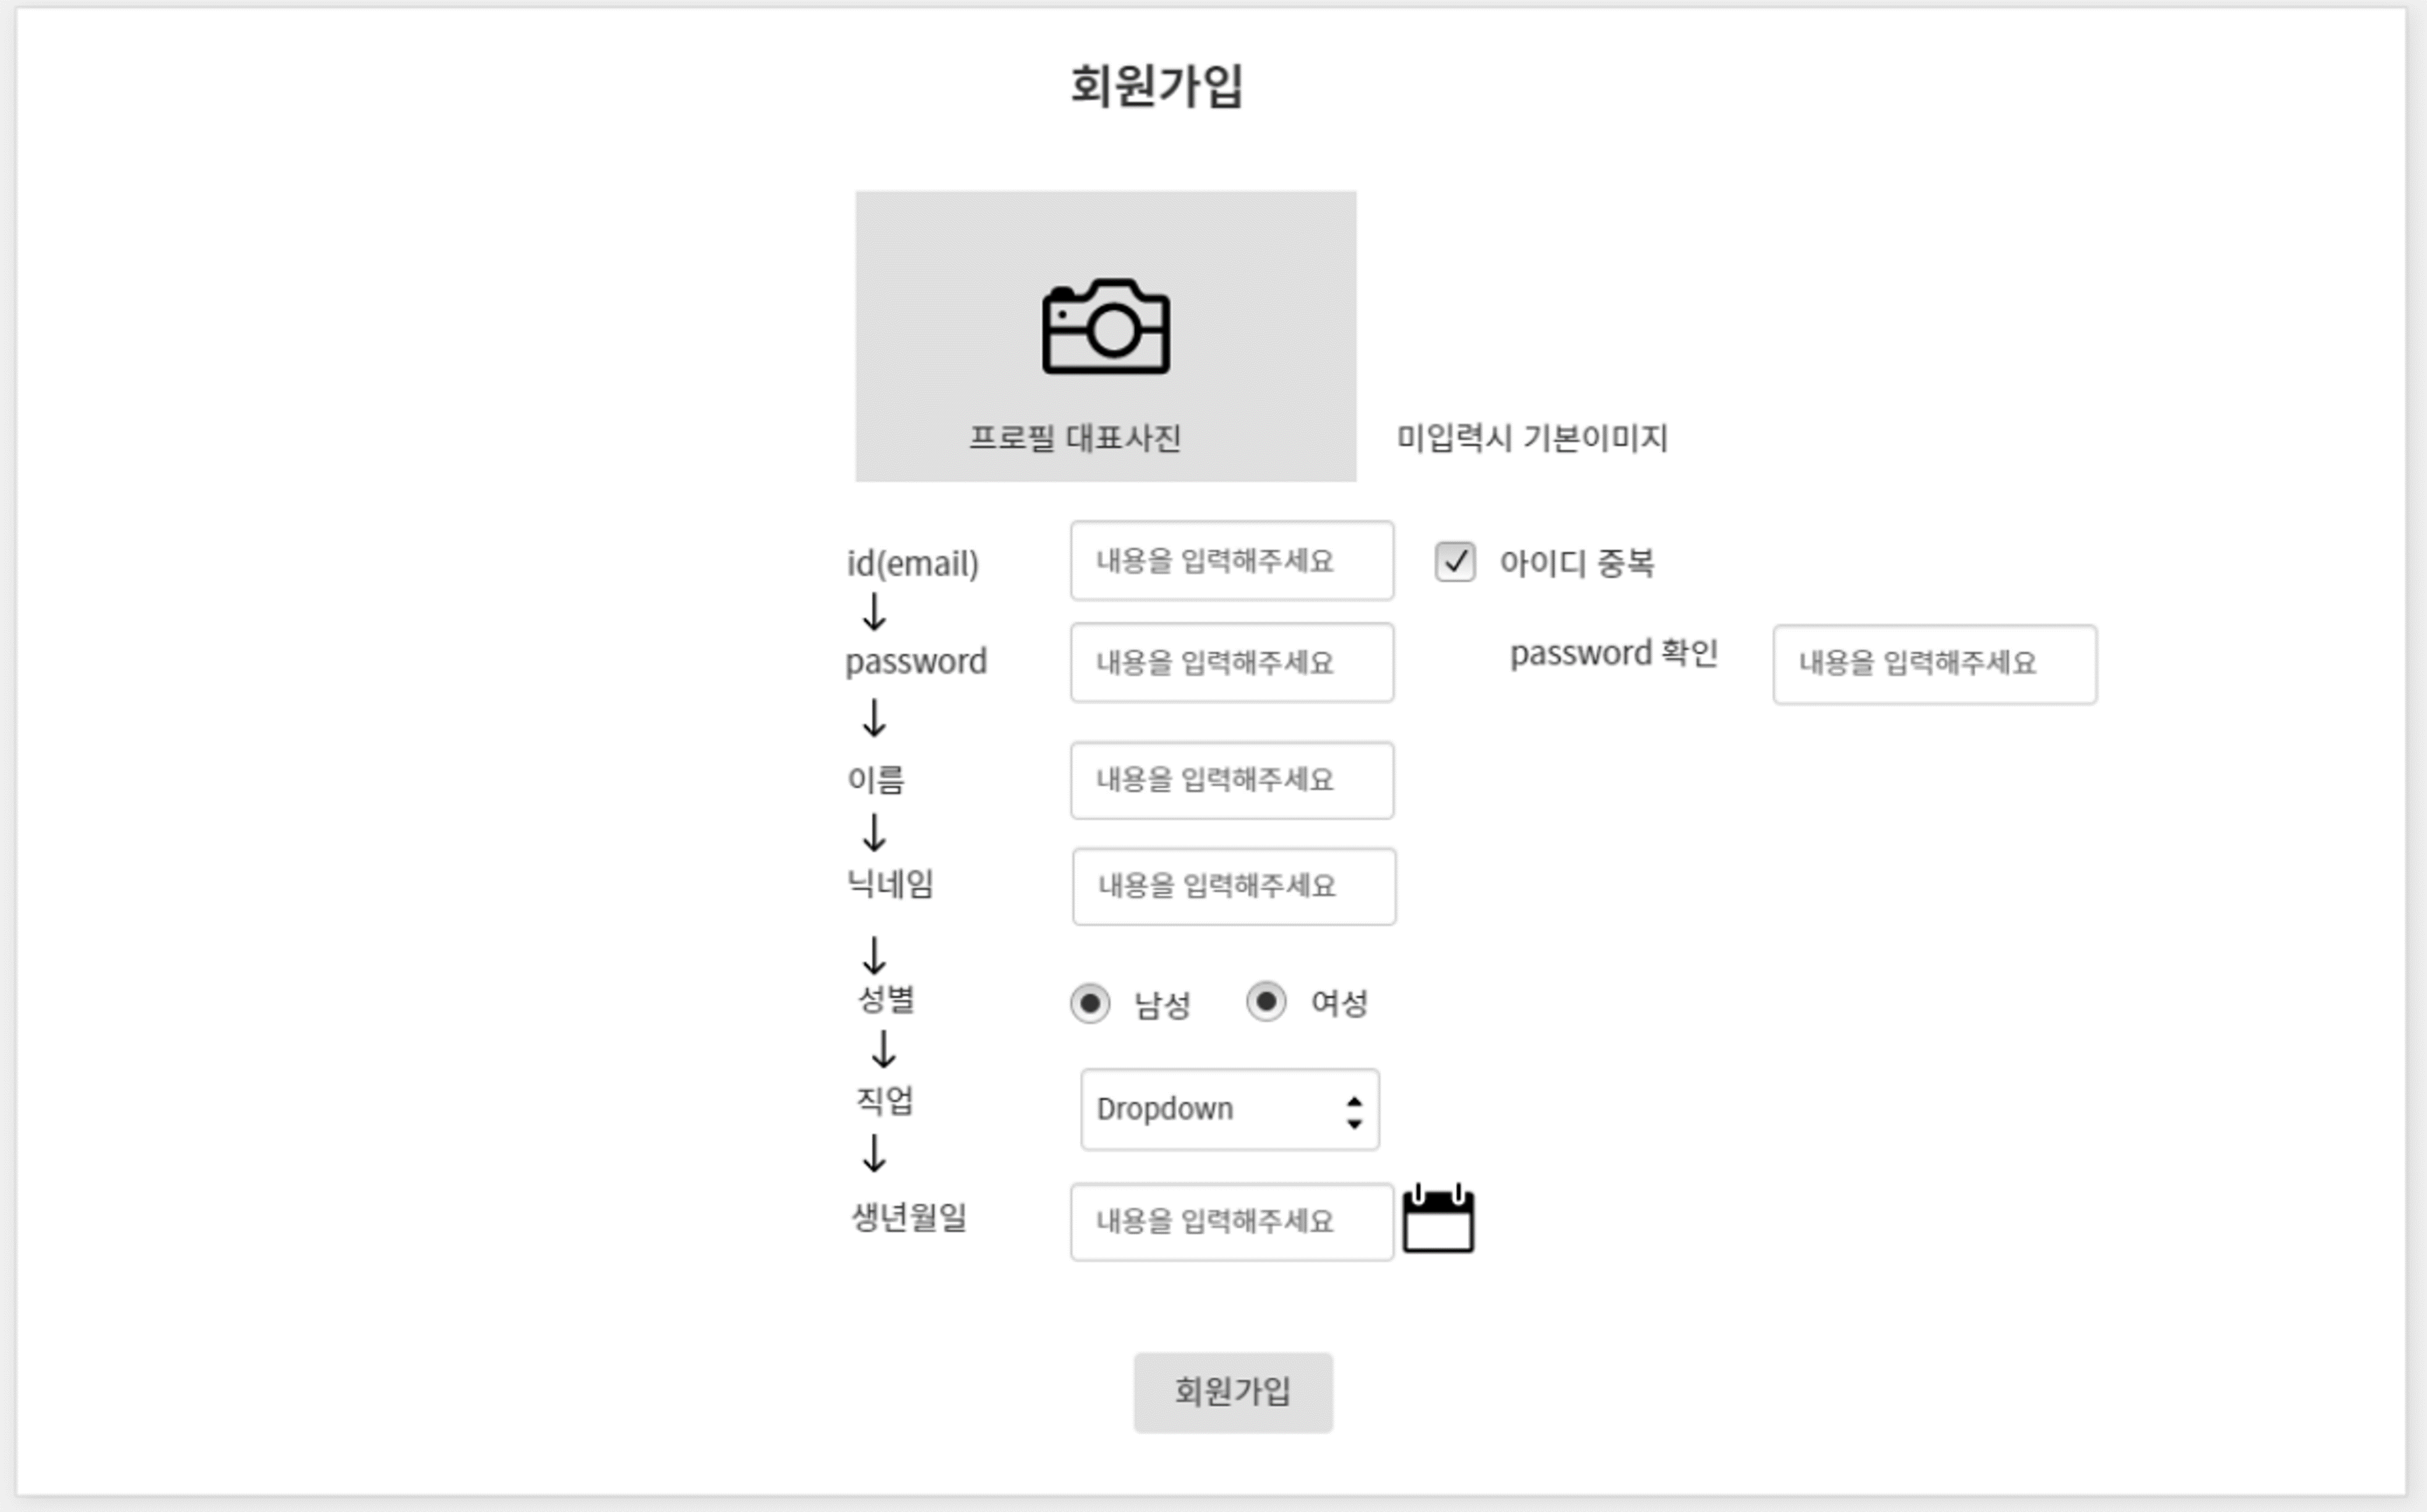 회원가입
프로필 대표사진
미입력시 기본이미지
id(email) 내용을 입력해주세요 아이디 중복
password 내용을 입력해주세요 password 확인 내용을 입력해주세요
이름 내용을 입력해주세요
닉네임 내용을 입력해주세요
성별 남성 여성
직업 Dropdown
생년월일 내용을 입력해주세요
회원가입